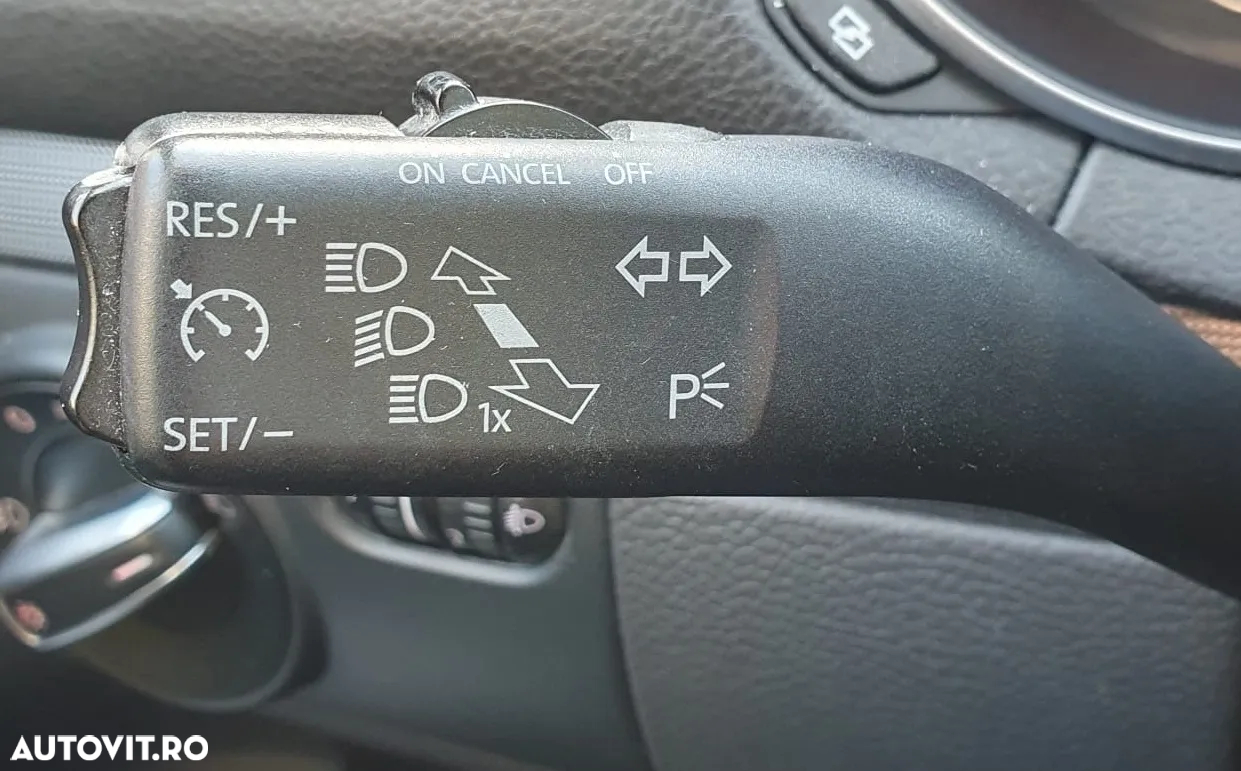 ON CANCEL OFF
RES/+
SET/–
1x
P
AUTOVIT.RO